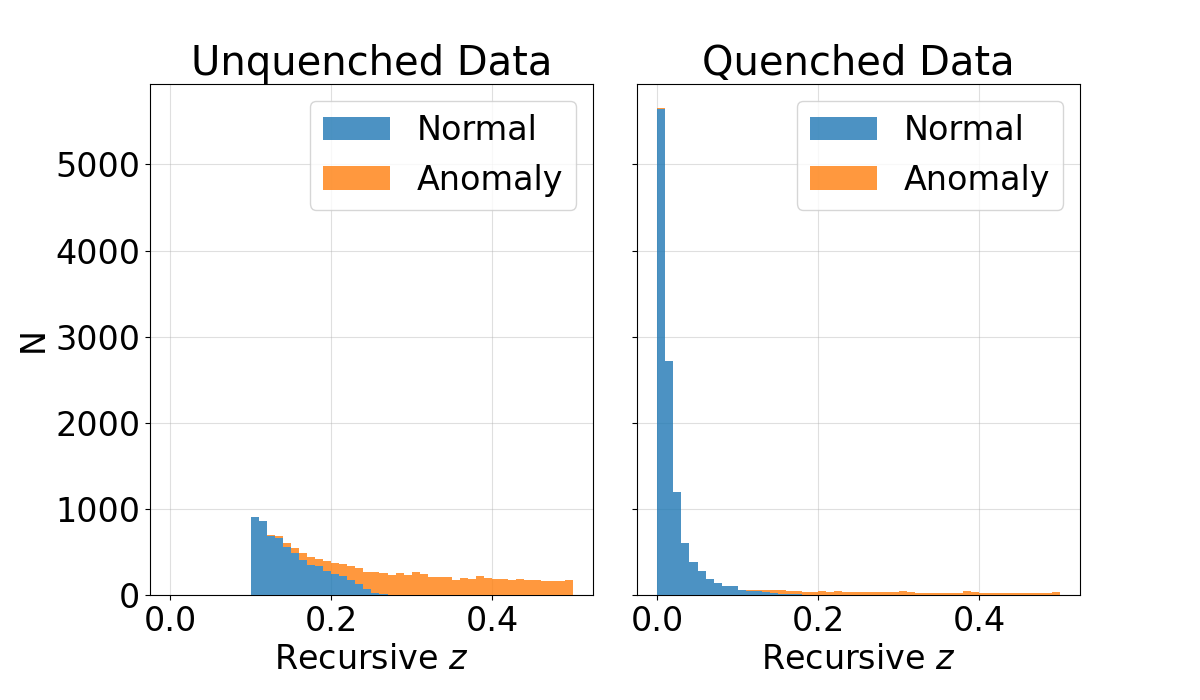 Unquenched Data
Quenched Data
Normal
Anomaly
Normal
Anomaly
5000
4000
3000
2000
1000
0
N
0.0 0.2 0.4
0.0 0.2 0.4
Recursive z
Recursive z